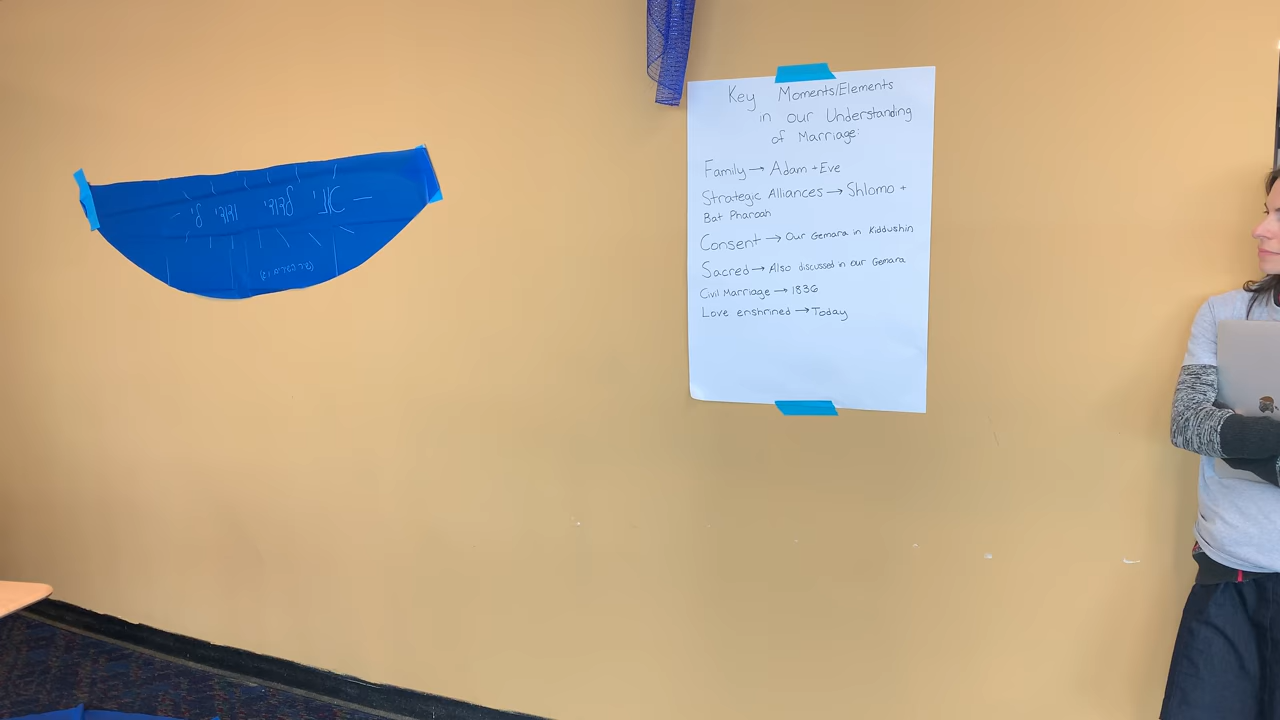 Key Moments/Elements
in our Understanding
of Marriage:
Family → Adam + Eve
Strategic Alliances → Shlomo +
Bat Pharoah
Consent → Our Gemara in Kiddushin
Sacred → Also discussed in our Gemara
Civil Marriage → 1836
Love enshrined → Today